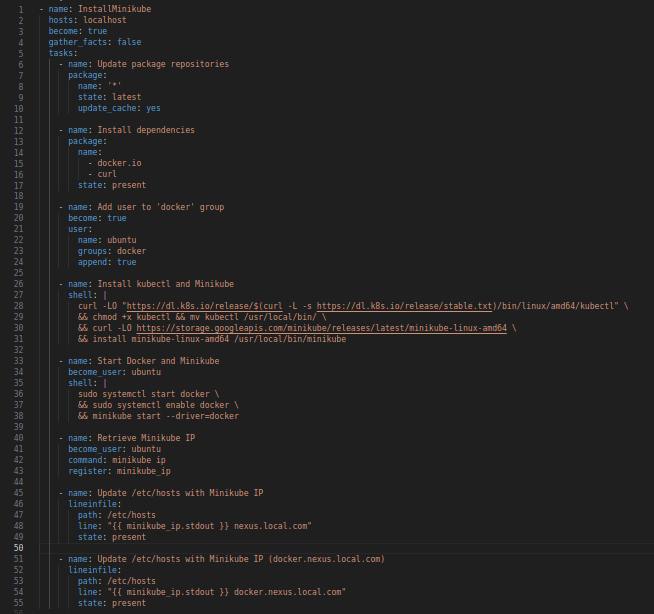 1 - name: InstallMinikube
2 hosts: localhost
3 become: true
4 gather_facts: false
5 tasks:
6 - name: Update package repositories
7 package:
8 name: '*'
9 state: latest
10 update_cache: yes
11
12 - name: Install dependencies
13 package:
14 name:
15 - docker.io
16 - curl
17 state: present
18
19 - name: Add user to 'docker' group
20 become: true
21 user:
22 name: ubuntu
23 groups: docker
24 append: true
25
26 - name: Install kubectl and Minikube
27 shell: |
28 curl -LO "https://dl.k8s.io/release/$(curl -L -s https://dl.k8s.io/release/stable.txt)/bin/linux/amd64/kubectl" \
29 && chmod +x kubectl && mv kubectl /usr/local/bin/ \
30 && curl -LO https://storage.googleapis.com/minikube/releases/latest/minikube-linux-amd64 \
31 && install minikube-linux-amd64 /usr/local/bin/minikube
32
33 - name: Start Docker and Minikube
34 become_user: ubuntu
35 shell: |
36 sudo systemctl start docker \
37 && sudo systemctl enable docker \
38 && minikube start --driver=docker
39
40 - name: Retrieve Minikube IP
41 become_user: ubuntu
42 command: minikube ip
43 register: minikube_ip
44
45 - name: Update /etc/hosts with Minikube IP
46 lineinfile:
47 path: /etc/hosts
48 line: "{{ minikube_ip.stdout }} nexus.local.com"
49 state: present
50
51 - name: Update /etc/hosts with Minikube IP (docker.nexus.local.com)
52 lineinfile:
53 path: /etc/hosts
54 line: "{{ minikube_ip.stdout }} docker.nexus.local.com"
55 state: present